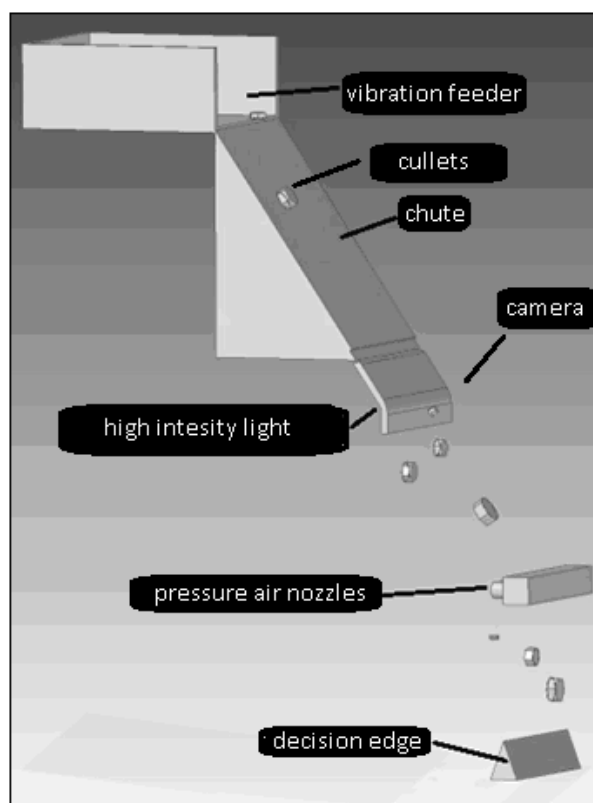 vibration feeder
cullets
chute
camera
high intesity light
pressure air nozzles
decision edge